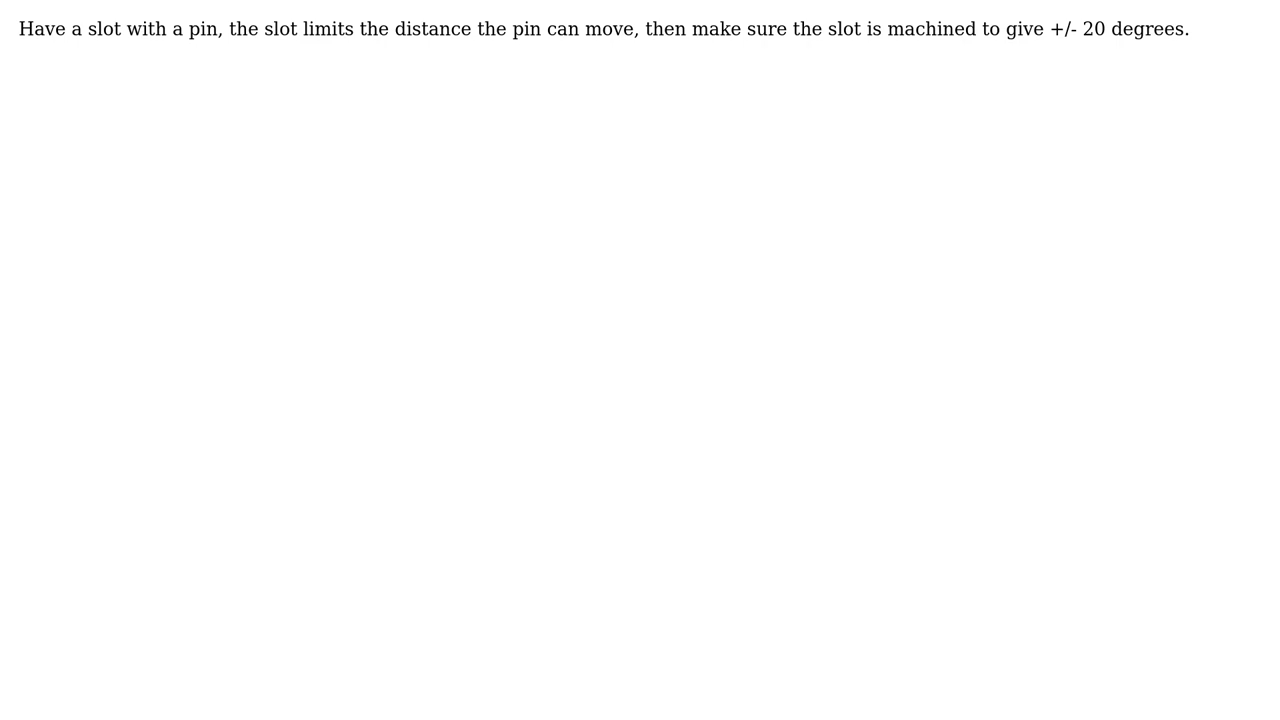 Have a slot with a pin, the slot limits the distance the pin can move, then make sure the slot is machined to give +/- 20 degrees.